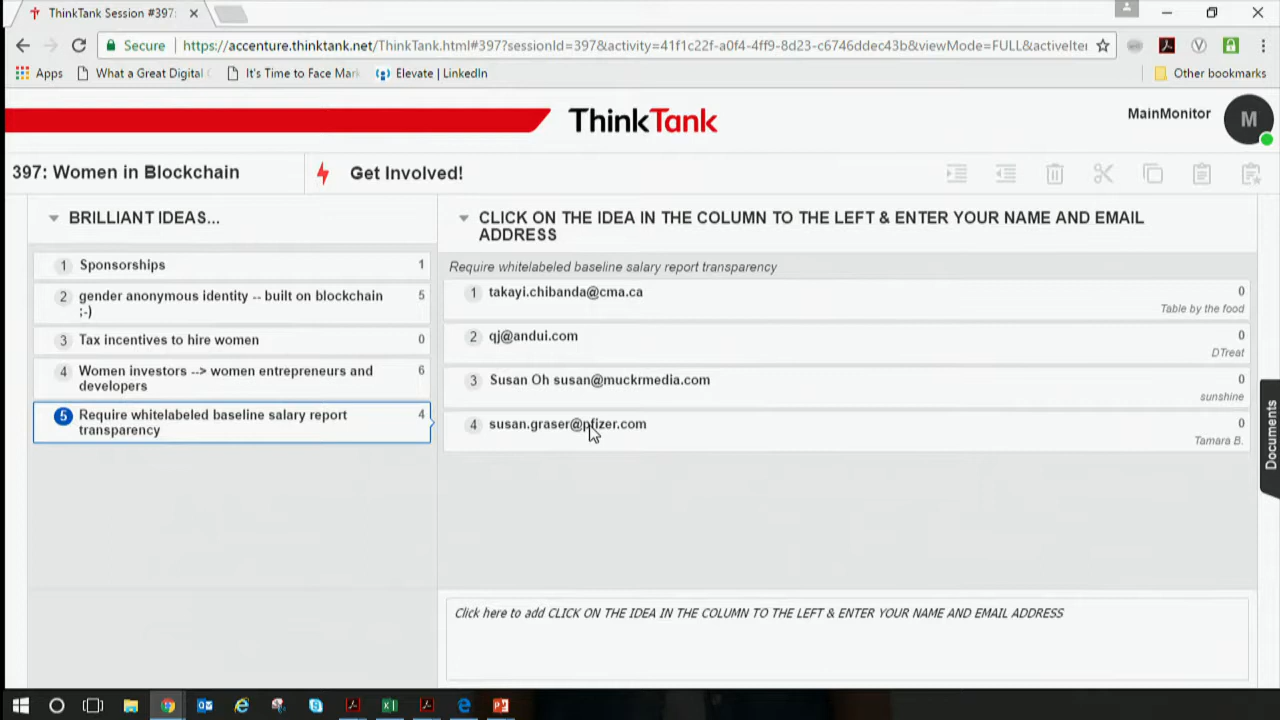 ThinkTank Session #397:
Secure
https://accenture.thinktank.net/ThinkTank.html#397?sessionId=397&activity=41f1c22f-a0f4-4ff9-8d23-c6746ddec43b&viewMode=FULL&activeIter
Apps
What a Great Digital
It's Time to Face Mar
Elevate | LinkedIn
Other bookmarks
ThinkTank
MainMonitor
M
397: Women in Blockchain
Get Involved!
BRILLIANT IDEAS...
1 Sponsorships 1
2 gender anonymous identity -- built on blockchain 5
;-)
3 Tax incentives to hire women 0
4 Women investors --> women entrepreneurs and 6
developers
5 Require whitelabeled baseline salary report 4
transparency
CLICK ON THE IDEA IN THE COLUMN TO THE LEFT & ENTER YOUR NAME AND EMAIL
ADDRESS
Require whitelabeled baseline salary report transparency
1 takayi.chibanda@cma.ca 0
Table by the food
2 qj@andui.com 0
DTreat
3 Susan Oh susan@muckrmedia.com 0
sunshine
4 susan.graser@pfizer.com 0
Tamara B.
Click here to add CLICK ON THE IDEA IN THE COLUMN TO THE LEFT & ENTER YOUR NAME AND EMAIL ADDRESS
Documents